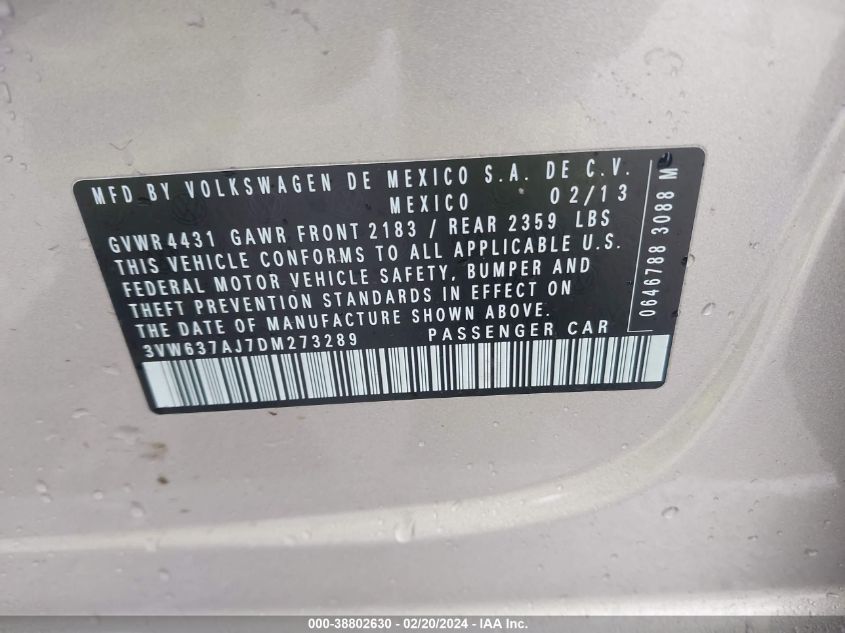 MFD BY VOLKSWAGEN DE MEXICO S.A. DE C.V.
MEXICO 02/13
GVWR4431 GAWR FRONT 2183 / REAR 2359 LBS
THIS VEHICLE CONFORMS TO ALL APPLICABLE U.S.
FEDERAL MOTOR VEHICLE SAFETY, BUMPER AND
THEFT PREVENTION STANDARDS IN EFFECT ON
THE DATE OF MANUFACTURE SHOWN ABOVE.
3VW637AJ7DM273289 PASSENGER CAR
0646788 3088 M
000-38802630 - 02/20/2024 - IAA Inc.